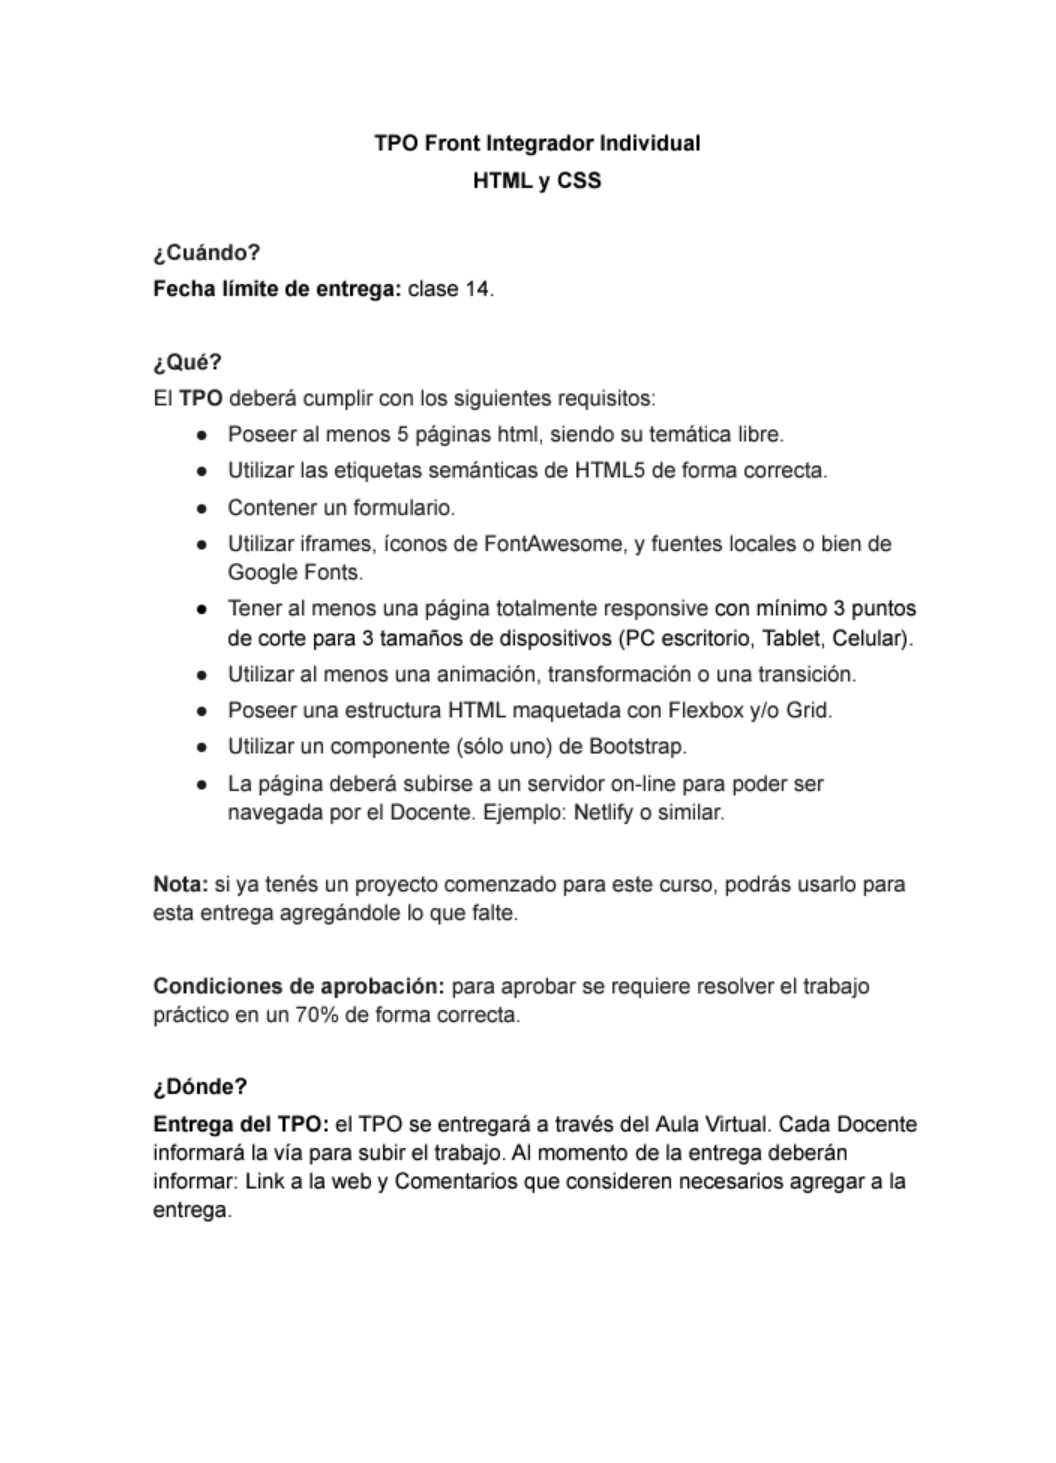 TPO Front Integrador Individual
HTML y CSS
¿Cuándo?
Fecha límite de entrega: clase 14.
¿Qué?
El TPO deberá cumplir con los siguientes requisitos:
● Poseer al menos 5 páginas html, siendo su temática libre.
● Utilizar las etiquetas semánticas de HTML5 de forma correcta.
● Contener un formulario.
● Utilizar iframes, íconos de FontAwesome, y fuentes locales o bien de
Google Fonts.
● Tener al menos una página totalmente responsive con mínimo 3 puntos
de corte para 3 tamaños de dispositivos (PC escritorio, Tablet, Celular).
● Utilizar al menos una animación, transformación o una transición.
● Poseer una estructura HTML maquetada con Flexbox y/o Grid.
● Utilizar un componente (sólo uno) de Bootstrap.
● La página deberá subirse a un servidor on-line para poder ser
navegada por el Docente. Ejemplo: Netlify o similar.
Nota: si ya tenés un proyecto comenzado para este curso, podrás usarlo para
esta entrega agregándole lo que falte.
Condiciones de aprobación: para aprobar se requiere resolver el trabajo
práctico en un 70% de forma correcta.
¿Dónde?
Entrega del TPO: el TPO se entregará a través del Aula Virtual. Cada Docente
informará la vía para subir el trabajo. Al momento de la entrega deberán
informar: Link a la web y Comentarios que consideren necesarios agregar a la
entrega.